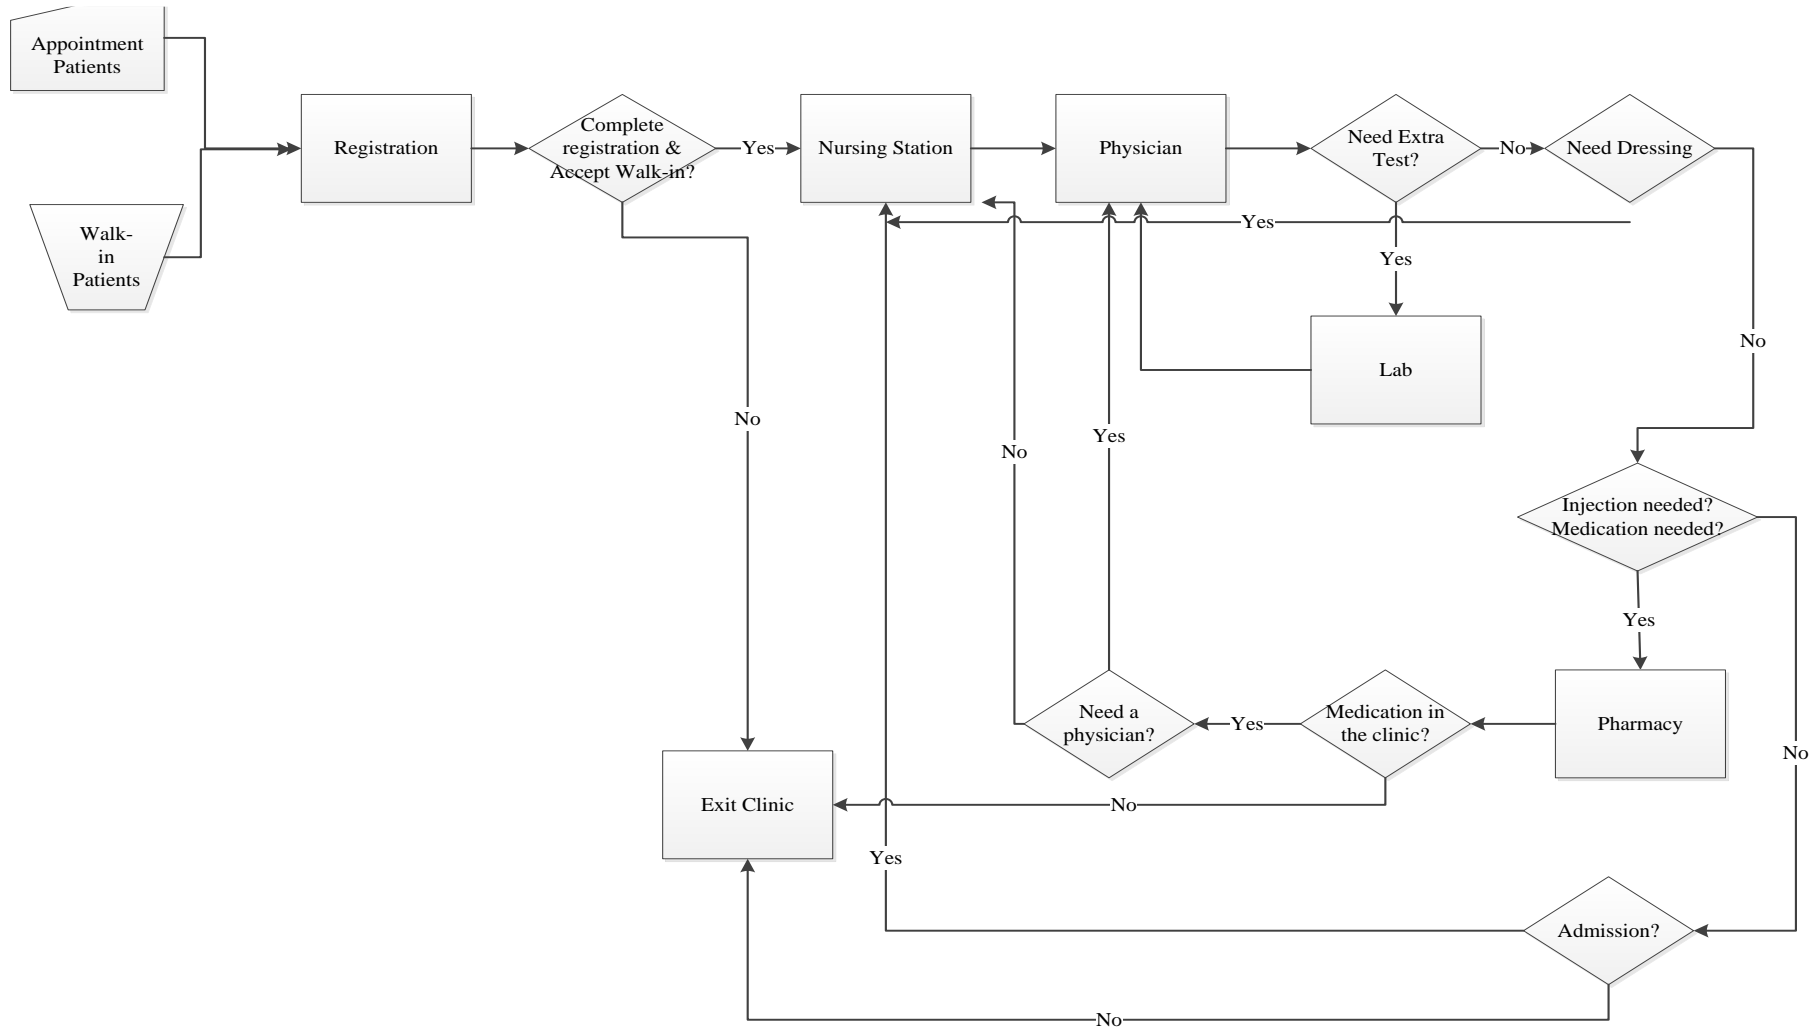 Appointment
Patients
Walk-
in
Patients
Registration
Complete
registration &
Accept Walk-in?
Yes
Nursing Station
Physician
Need Extra
Test?
No
Need Dressing
Yes
Yes
Lab
No
No
Yes
No
Injection needed?
Medication needed?
Yes
Pharmacy
Medication in
the clinic?
Yes
Need a
physician?
No
No
Exit Clinic
Yes
Admission?
No